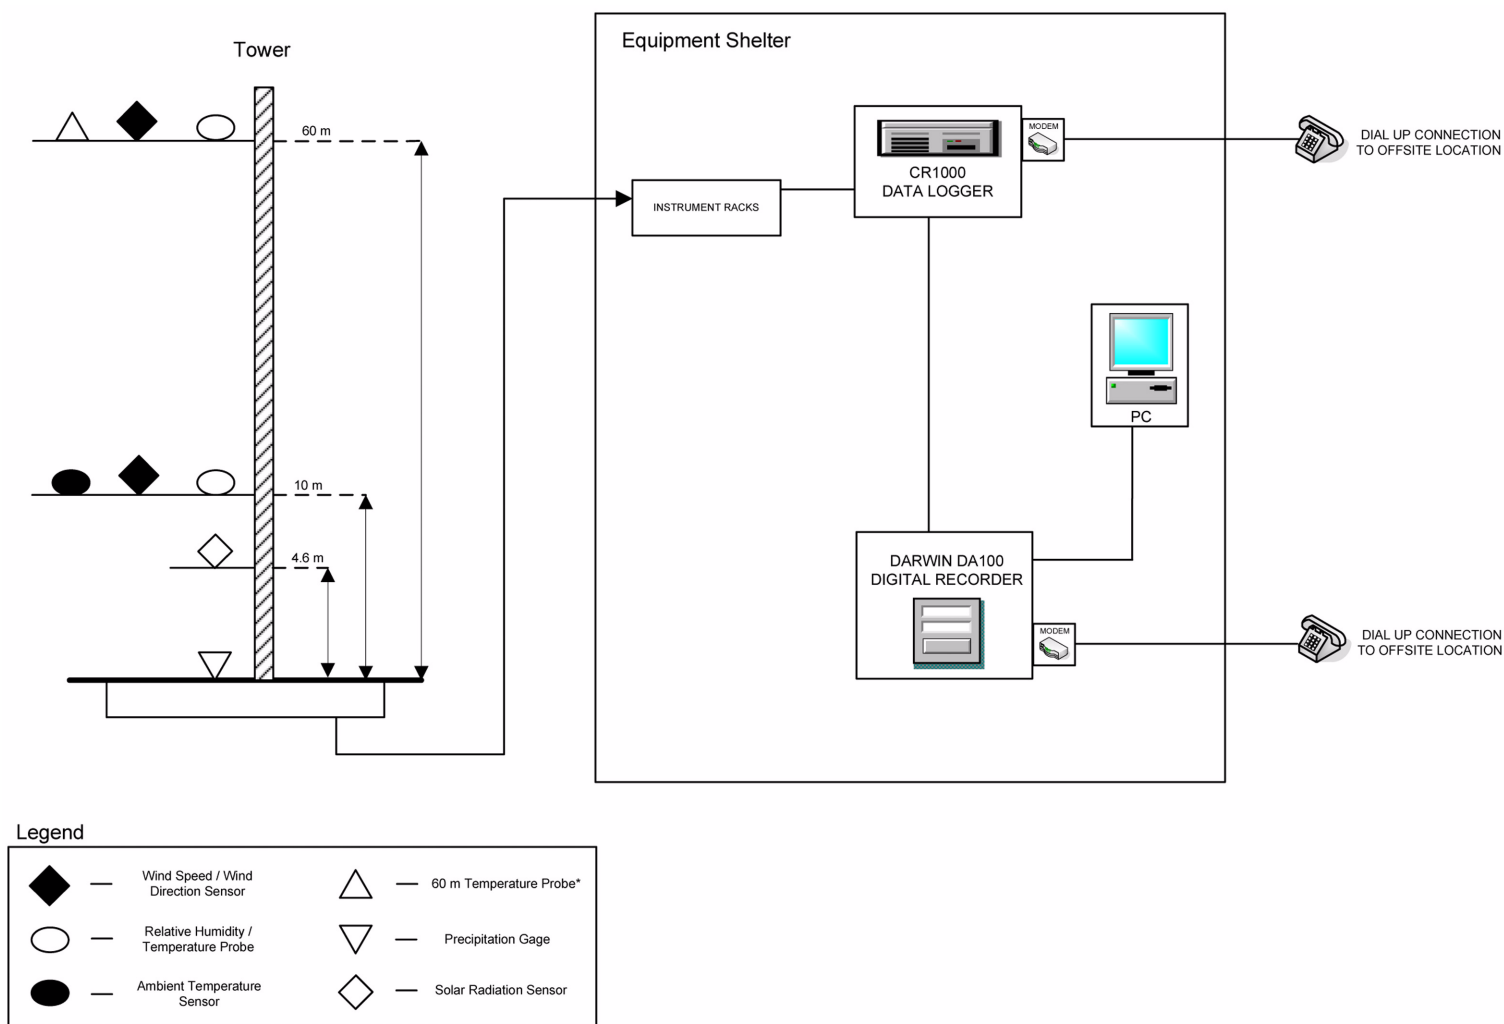 Tower
Equipment Shelter
60 m
10 m
4.6 m
INSTRUMENT RACKS
CR1000
DATA LOGGER
MODEM
DIAL UP CONNECTION
TO OFFSITE LOCATION
PC
DARWIN DA100
DIGITAL RECORDER
MODEM
DIAL UP CONNECTION
TO OFFSITE LOCATION
Legend
Wind Speed / Wind
Direction Sensor
60 m Temperature Probe*
Relative Humidity /
Temperature Probe
Precipitation Gage
Ambient Temperature
Sensor
Solar Radiation Sensor